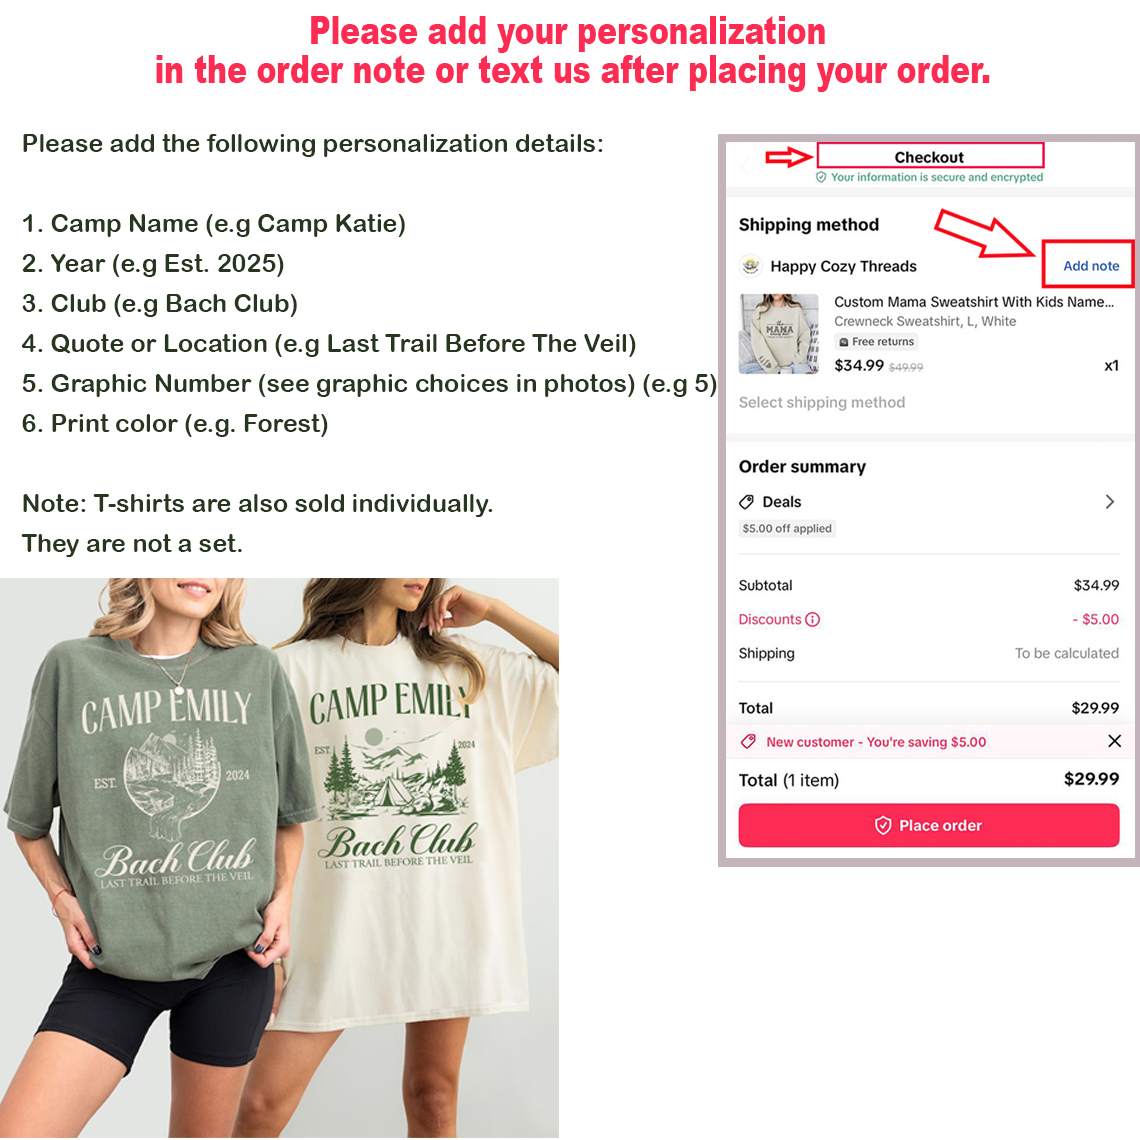 Please add your personalization
in the order note or text us after placing your order.
Please add the following personalization details:
1. Camp Name (e.g Camp Katie)
2. Year (e.g Est. 2025)
3. Club (e.g Bach Club)
4. Quote or Location (e.g Last Trail Before The Veil)
5. Graphic Number (see graphic choices in photos) (e.g 5)
6. Print color (e.g. Forest)
Note: T-shirts are also sold individually.
They are not a set.
Checkout
Your information is secure and encrypted
Shipping method
Happy Cozy Threads
Add note
Custom Mama Sweatshirt With Kids Name...
Crewneck Sweatshirt, L, White
Free returns
$34.99 $49.99
x1
MAMA
Select shipping method
Order summary
Deals
$5.00 off applied
Subtotal
$34.99
Discounts
- $5.00
Shipping
To be calculated
Total
$29.99
New customer - You're saving $5.00
Total (1 item)
$29.99
Place order
CAMP EMILY
EST.
2024
Bach Club
LAST TRAIL BEFORE THE VEIL
CAMP EMILY
EST.
2024
Bach Club
LAST TRAIL BEFORE THE VEIL